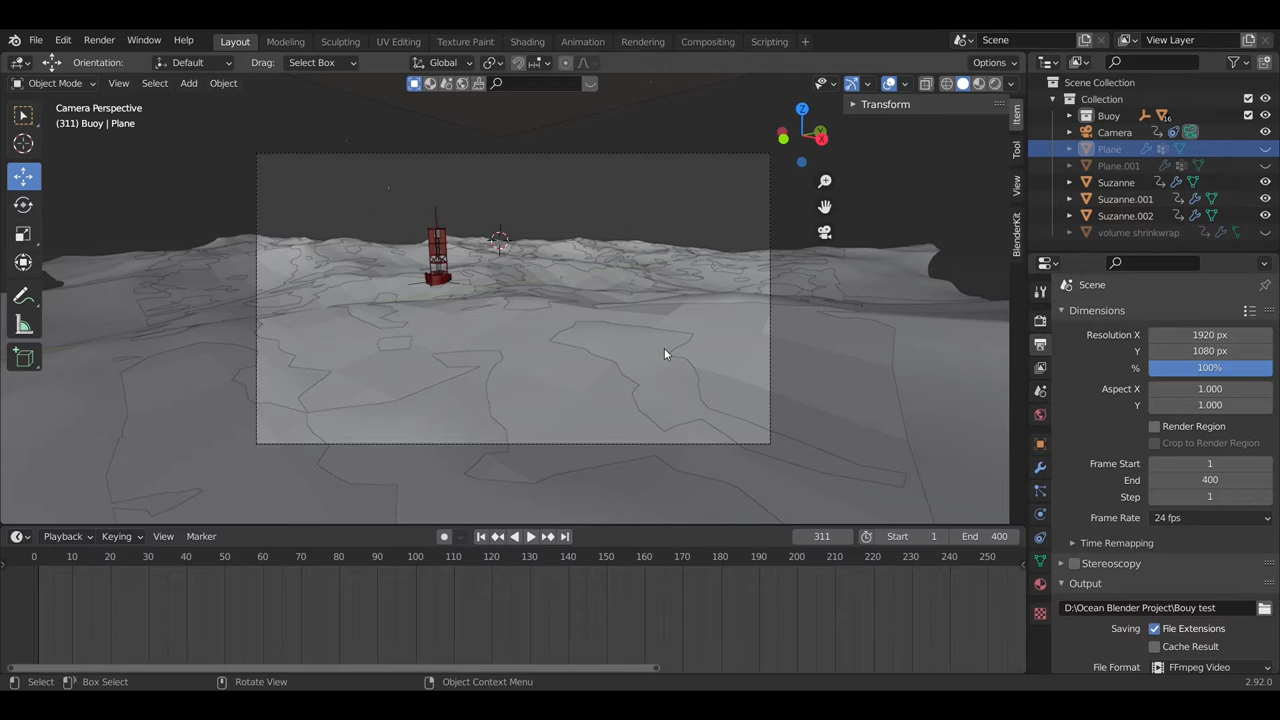 File Edit Render Window Help Layout Modeling Sculpting UV Editing Texture Paint Shading Animation Rendering Compositing Scripting + Scene View Layer
Orientation: Default Drag: Select Box Global Options
Object Mode View Select Add Object
Camera Perspective
(311) Buoy | Plane
Transform
Z
Y
X
Item
Tool
View
BlenderKit
Scene Collection
Collection
Buoy 16
Camera
Plane
Plane.001
Suzanne
Suzanne.001
Suzanne.002
volume shrinkwrap
Scene
Dimensions
Resolution X 1920 px
Y 1080 px
% 100%
Aspect X 1.000
Y 1.000
Render Region
Crop to Render Region
Frame Start 1
End 400
Step 1
Frame Rate 24 fps
Time Remapping
Stereoscopy
Output
D:\Ocean Blender Project\Bouy test
Saving File Extensions
Cache Result
File Format FFmpeg Video
Playback Keying View Marker 311 Start 1 End 400
0 10 20 30 40 50 60 70 80 90 100 110 120 130 140 150 160 170 180 190 200 210 220 230 240 250
Select Box Select Rotate View Object Context Menu 2.92.0